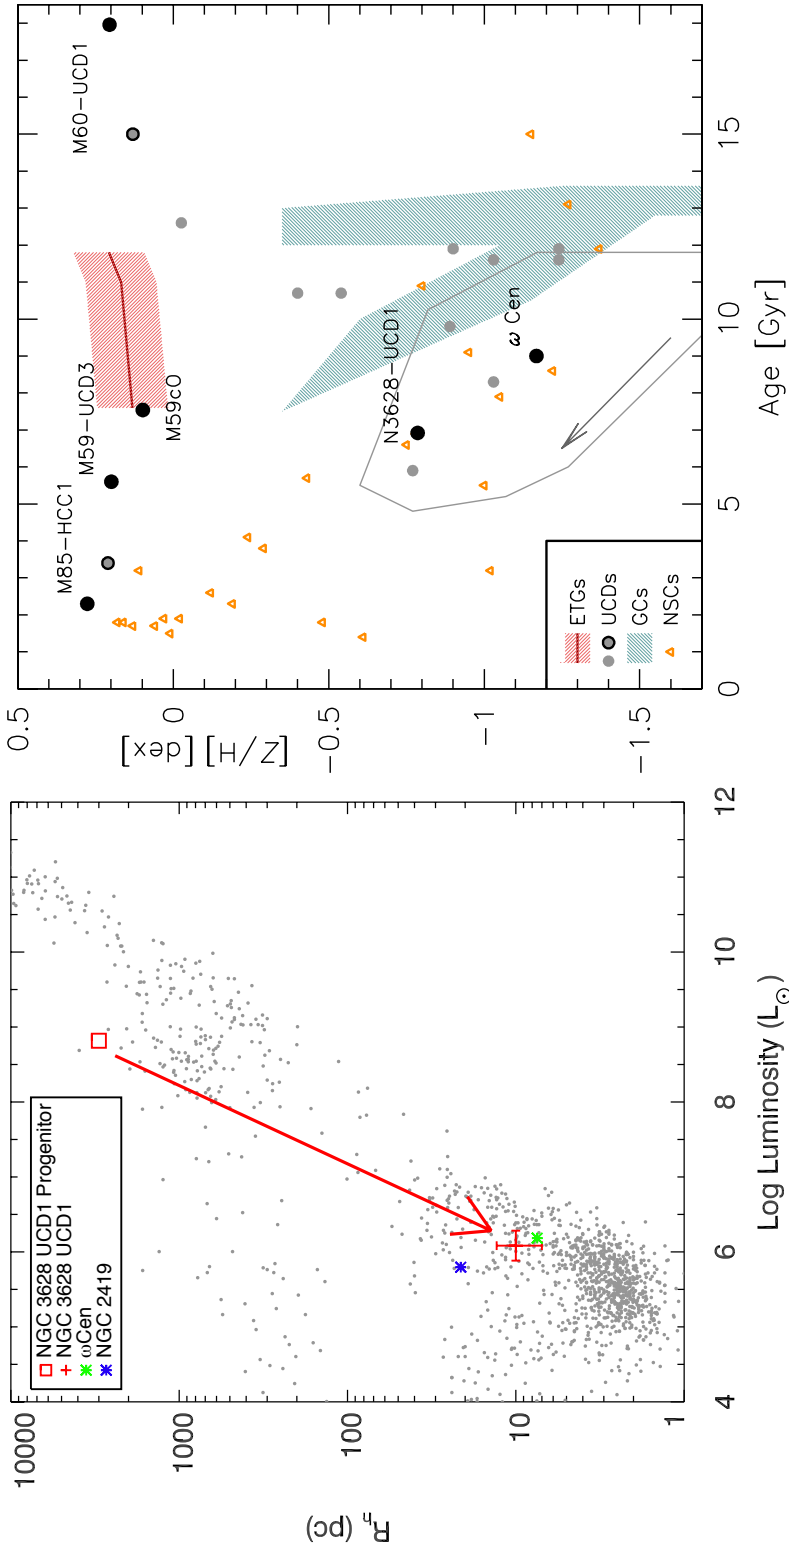 10000
1000
100
10
1
R_h (pc)
4
6
8
10
12
Log Luminosity (L⊙)
NGC 3628 UCD1 Progenitor
NGC 3628 UCD1
ωCen
NGC 2419
0.5
0
−0.5
−1
−1.5
[Z/H] [dex]
0
5
10
15
Age [Gyr]
M85−HCC1
M59−UCD3
M59cO
M60−UCD1
N3628−UCD1
ω Cen
ETGs
UCDs
GCs
NSCs